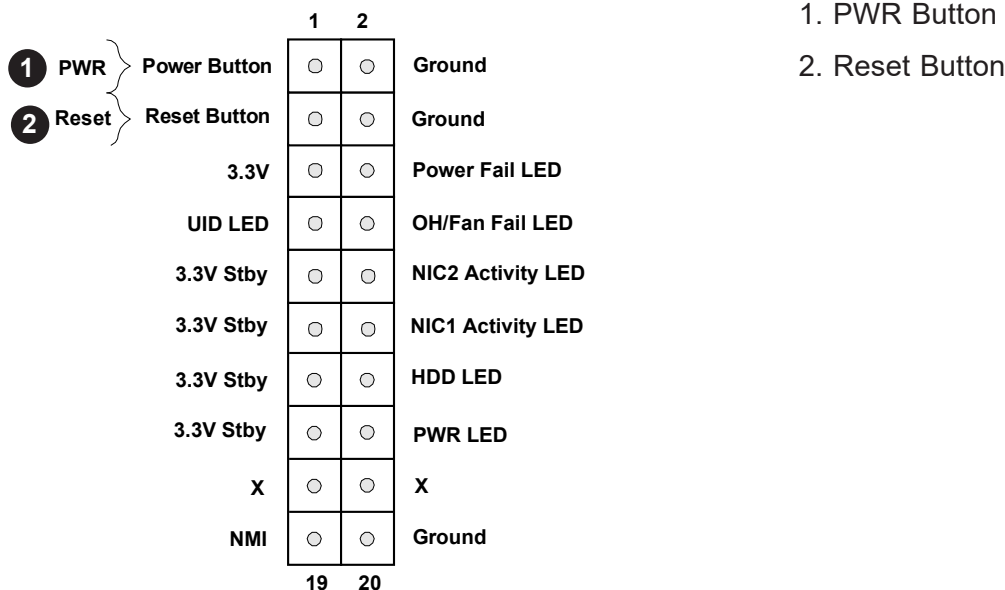 1 2
1 PWR Power Button Ground
2 Reset Reset Button Ground
3.3V Power Fail LED
UID LED OH/Fan Fail LED
3.3V Stby NIC2 Activity LED
3.3V Stby NIC1 Activity LED
3.3V Stby HDD LED
3.3V Stby PWR LED
X X
NMI Ground
19 20
1. PWR Button
2. Reset Button